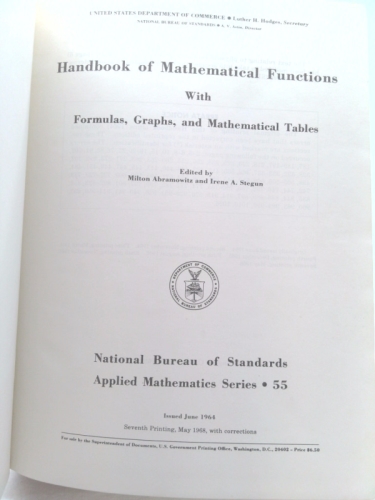 UNITED STATES DEPARTMENT OF COMMERCE • Luther H. Hodges, Secretary
NATIONAL BUREAU OF STANDARDS • A. V. Astin, Director
Handbook of Mathematical Functions
With
Formulas, Graphs, and Mathematical Tables
Edited by
Milton Abramowitz and Irene A. Stegun
National Bureau of Standards
Applied Mathematics Series • 55
Issued June 1964
Seventh Printing, May 1968, with corrections
For sale by the Superintendent of Documents, U.S. Government Printing Office, Washington, D.C., 20402 - Price $6.50